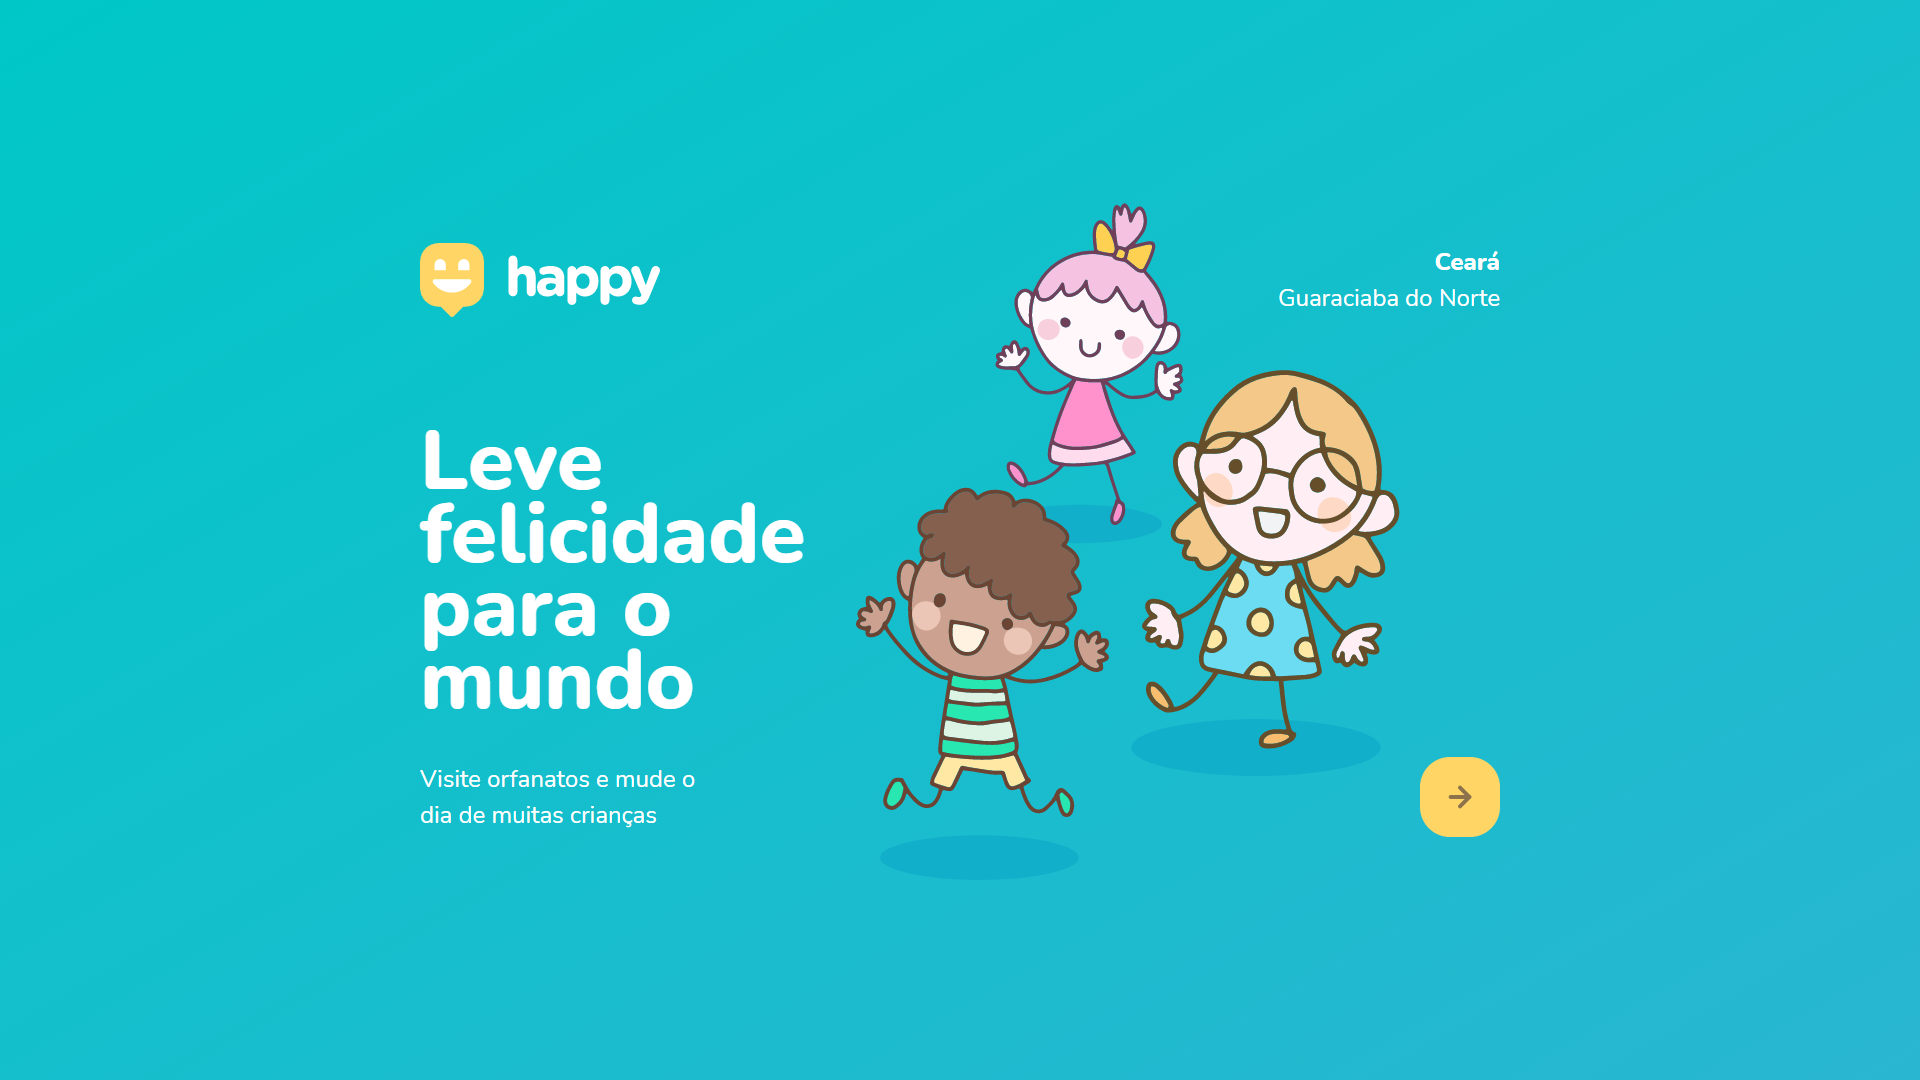 happy
Ceará
Guaraciaba do Norte
Leve
felicidade
para o
mundo
Visite orfanatos e mude o
dia de muitas crianças